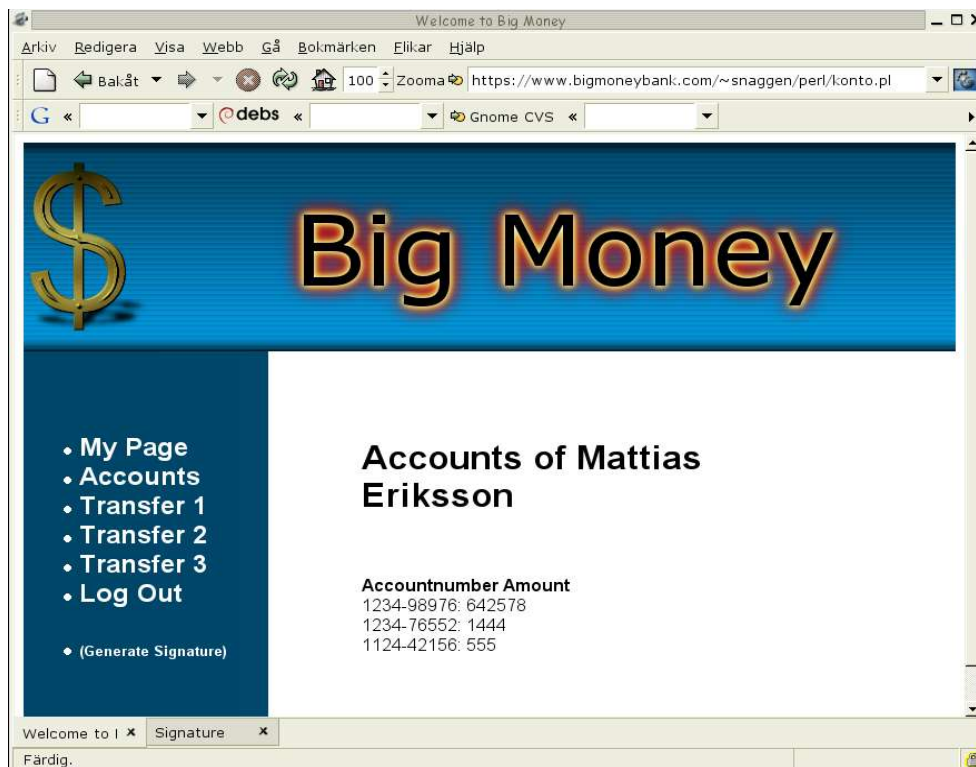 Welcome to Big Money
Arkiv Redigera Visa Webb Gå Bokmärken Flikar Hjälp
Bakåt 100 Zooma https://www.bigmoneybank.com/~snaggen/perl/konto.pl
G « debs « Gnome CVS «
$ Big Money
My Page
Accounts
Transfer 1
Transfer 2
Transfer 3
Log Out
(Generate Signature)
Accounts of Mattias
Eriksson
Accountnumber Amount
1234-98976: 642578
1234-76552: 1444
1124-42156: 555
Welcome to I Signature
Färdig.